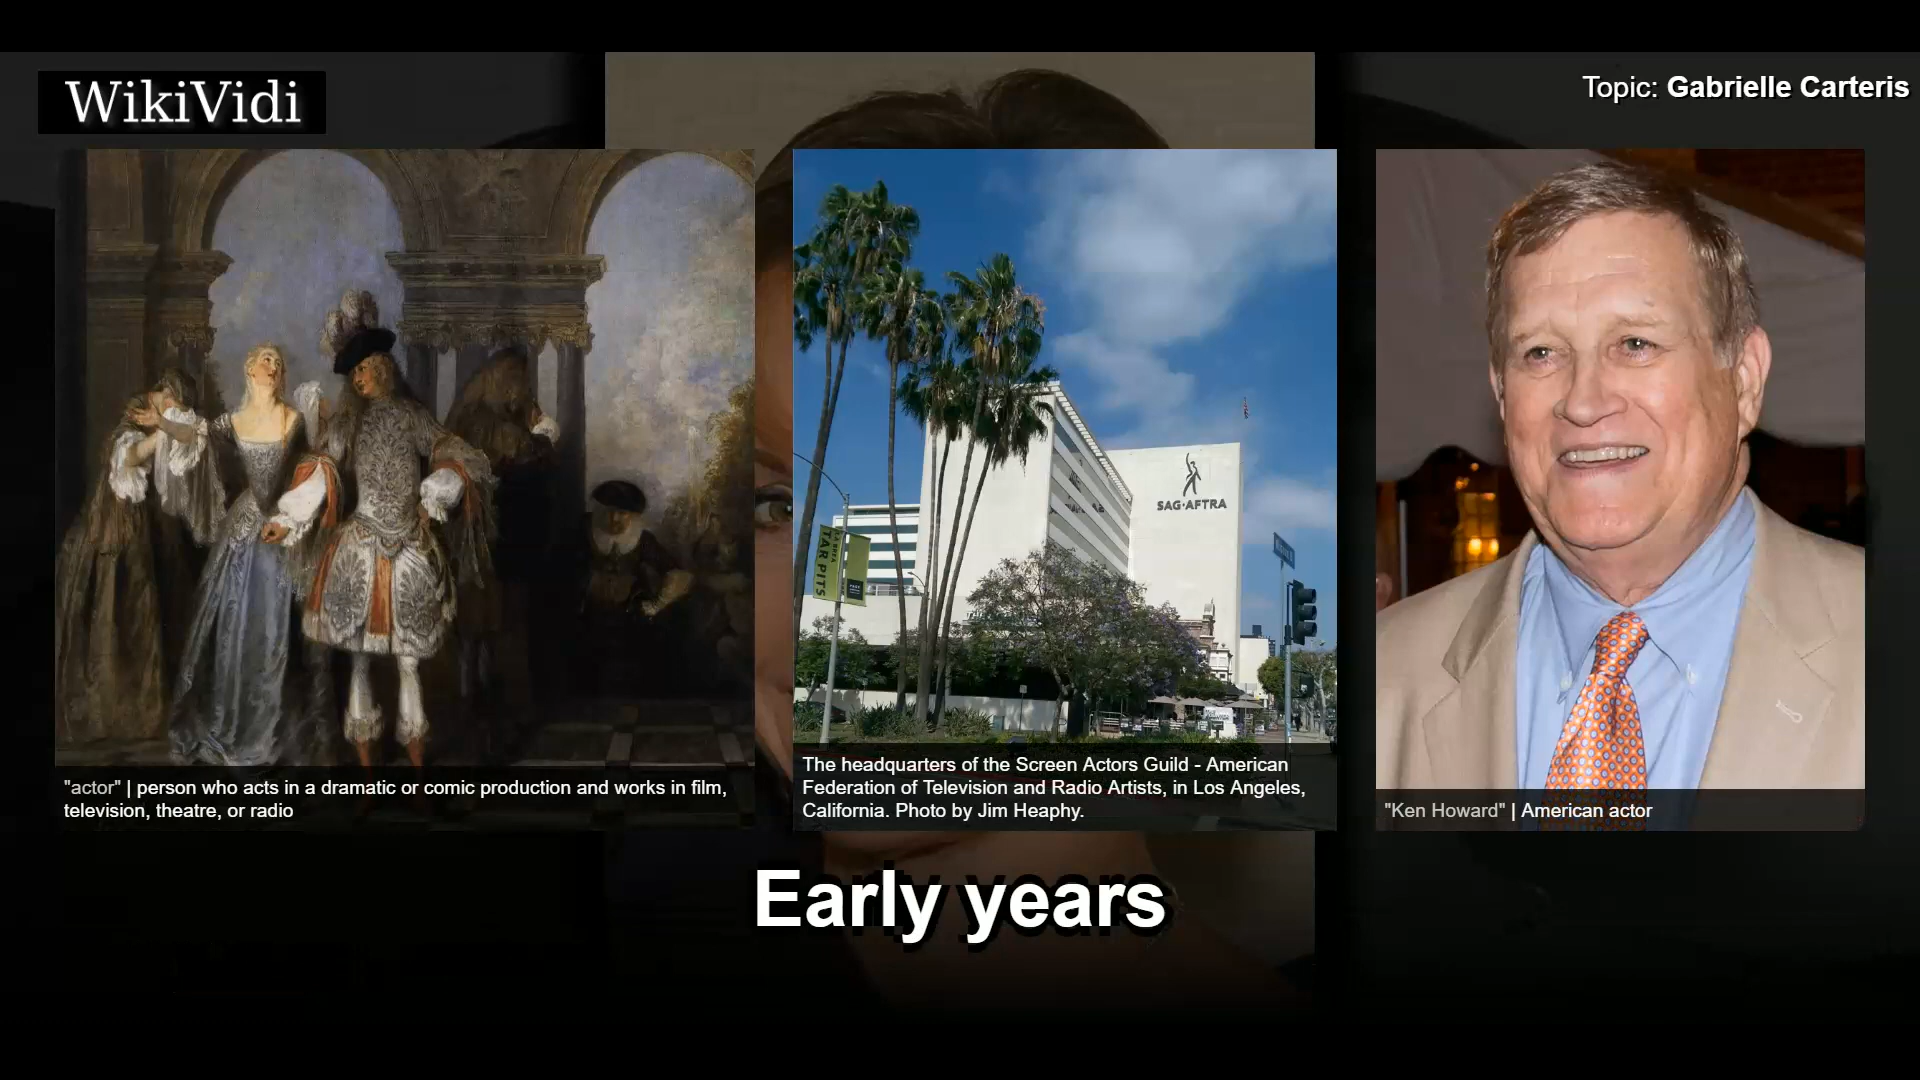 WikiVidi
Topic: Gabrielle Carteris
SAG·AFTRA
TAR PITS
"actor" | person who acts in a dramatic or comic production and works in film,
television, theatre, or radio
The headquarters of the Screen Actors Guild - American
Federation of Television and Radio Artists, in Los Angeles,
California. Photo by Jim Heaphy.
"Ken Howard" | American actor
Early years